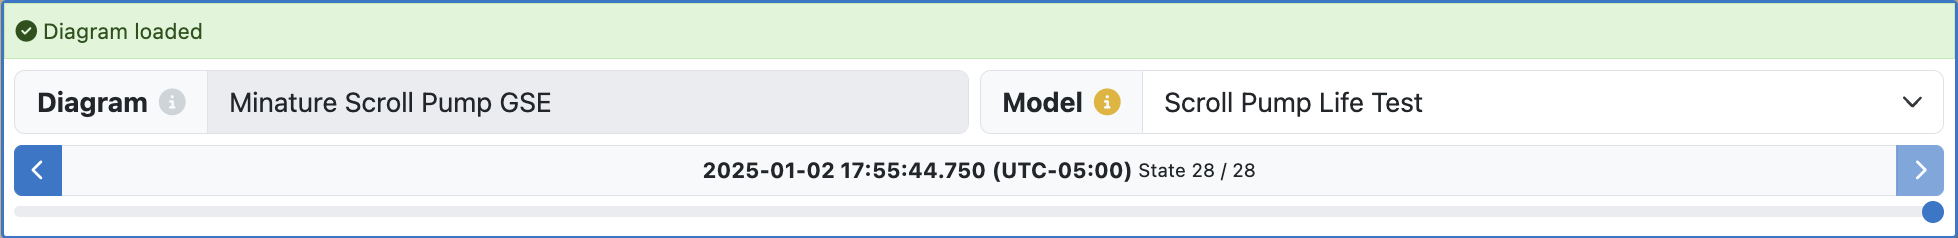 Diagram loaded
Diagram Minature Scroll Pump GSE Model Scroll Pump Life Test
2025-01-02 17:55:44.750 (UTC-05:00) State 28 / 28